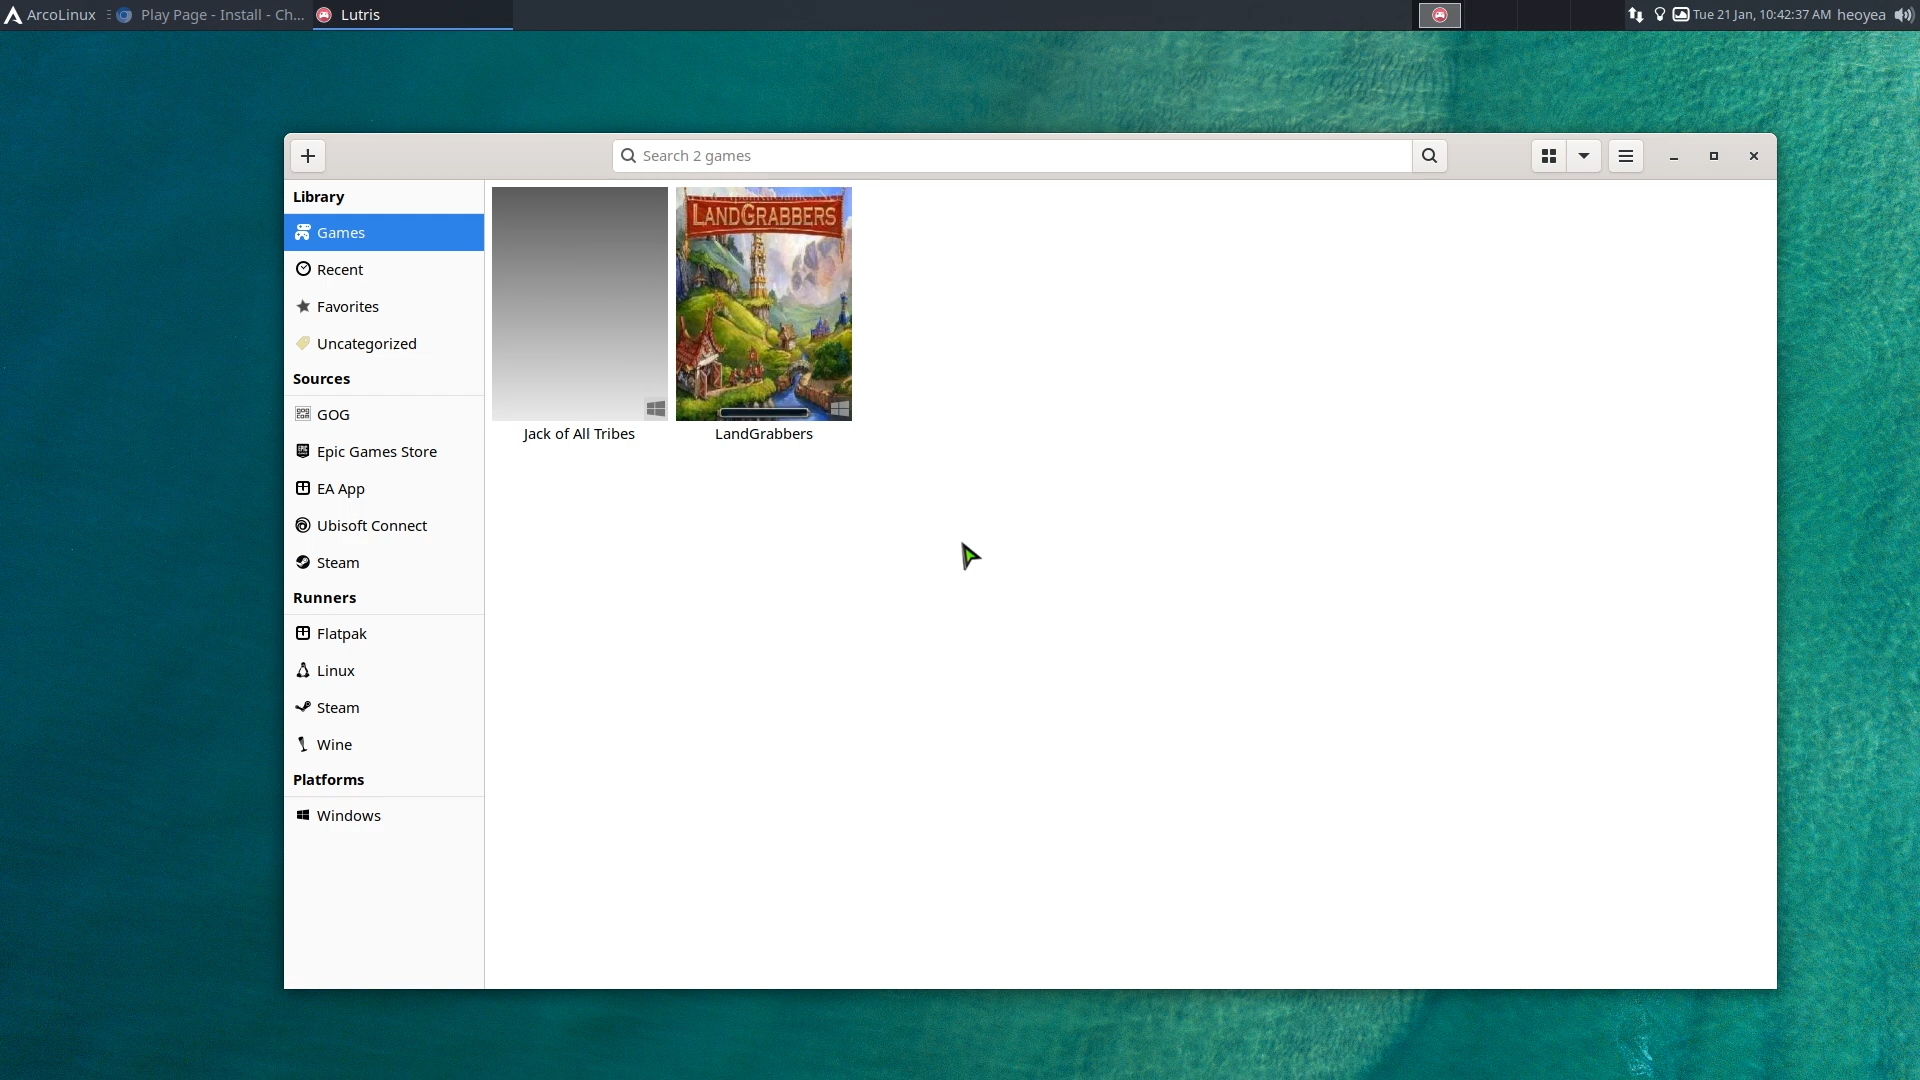 ArcoLinux
Play Page - Install - Ch...
Lutris
Tue 21 Jan, 10:42:37 AM
heoyea
Search 2 games
Library
Games
Recent
Favorites
Uncategorized
Sources
GOG
Epic Games Store
EA App
Ubisoft Connect
Steam
Runners
Flatpak
Linux
Steam
Wine
Platforms
Windows
LANDGRABBERS
Jack of All Tribes
LandGrabbers